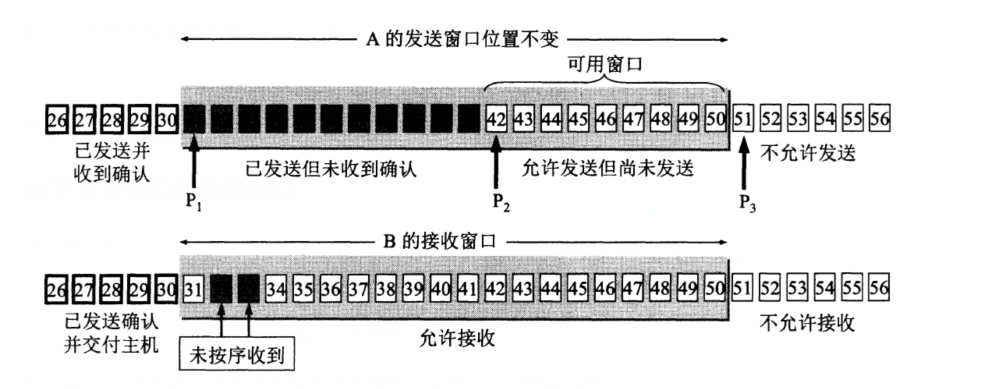 A 的发送窗口位置不变
可用窗口
26 27 28 29 30 42 43 44 45 46 47 48 49 50 51 52 53 54 55 56
已发送并
收到确认
已发送但未收到确认
允许发送但尚未发送
不允许发送
P1
P2
P3
B 的接收窗口
26 27 28 29 30 31 34 35 36 37 38 39 40 41 42 43 44 45 46 47 48 49 50 51 52 53 54 55 56
已发送确认
并交付主机
未按序收到
允许接收
不允许接收